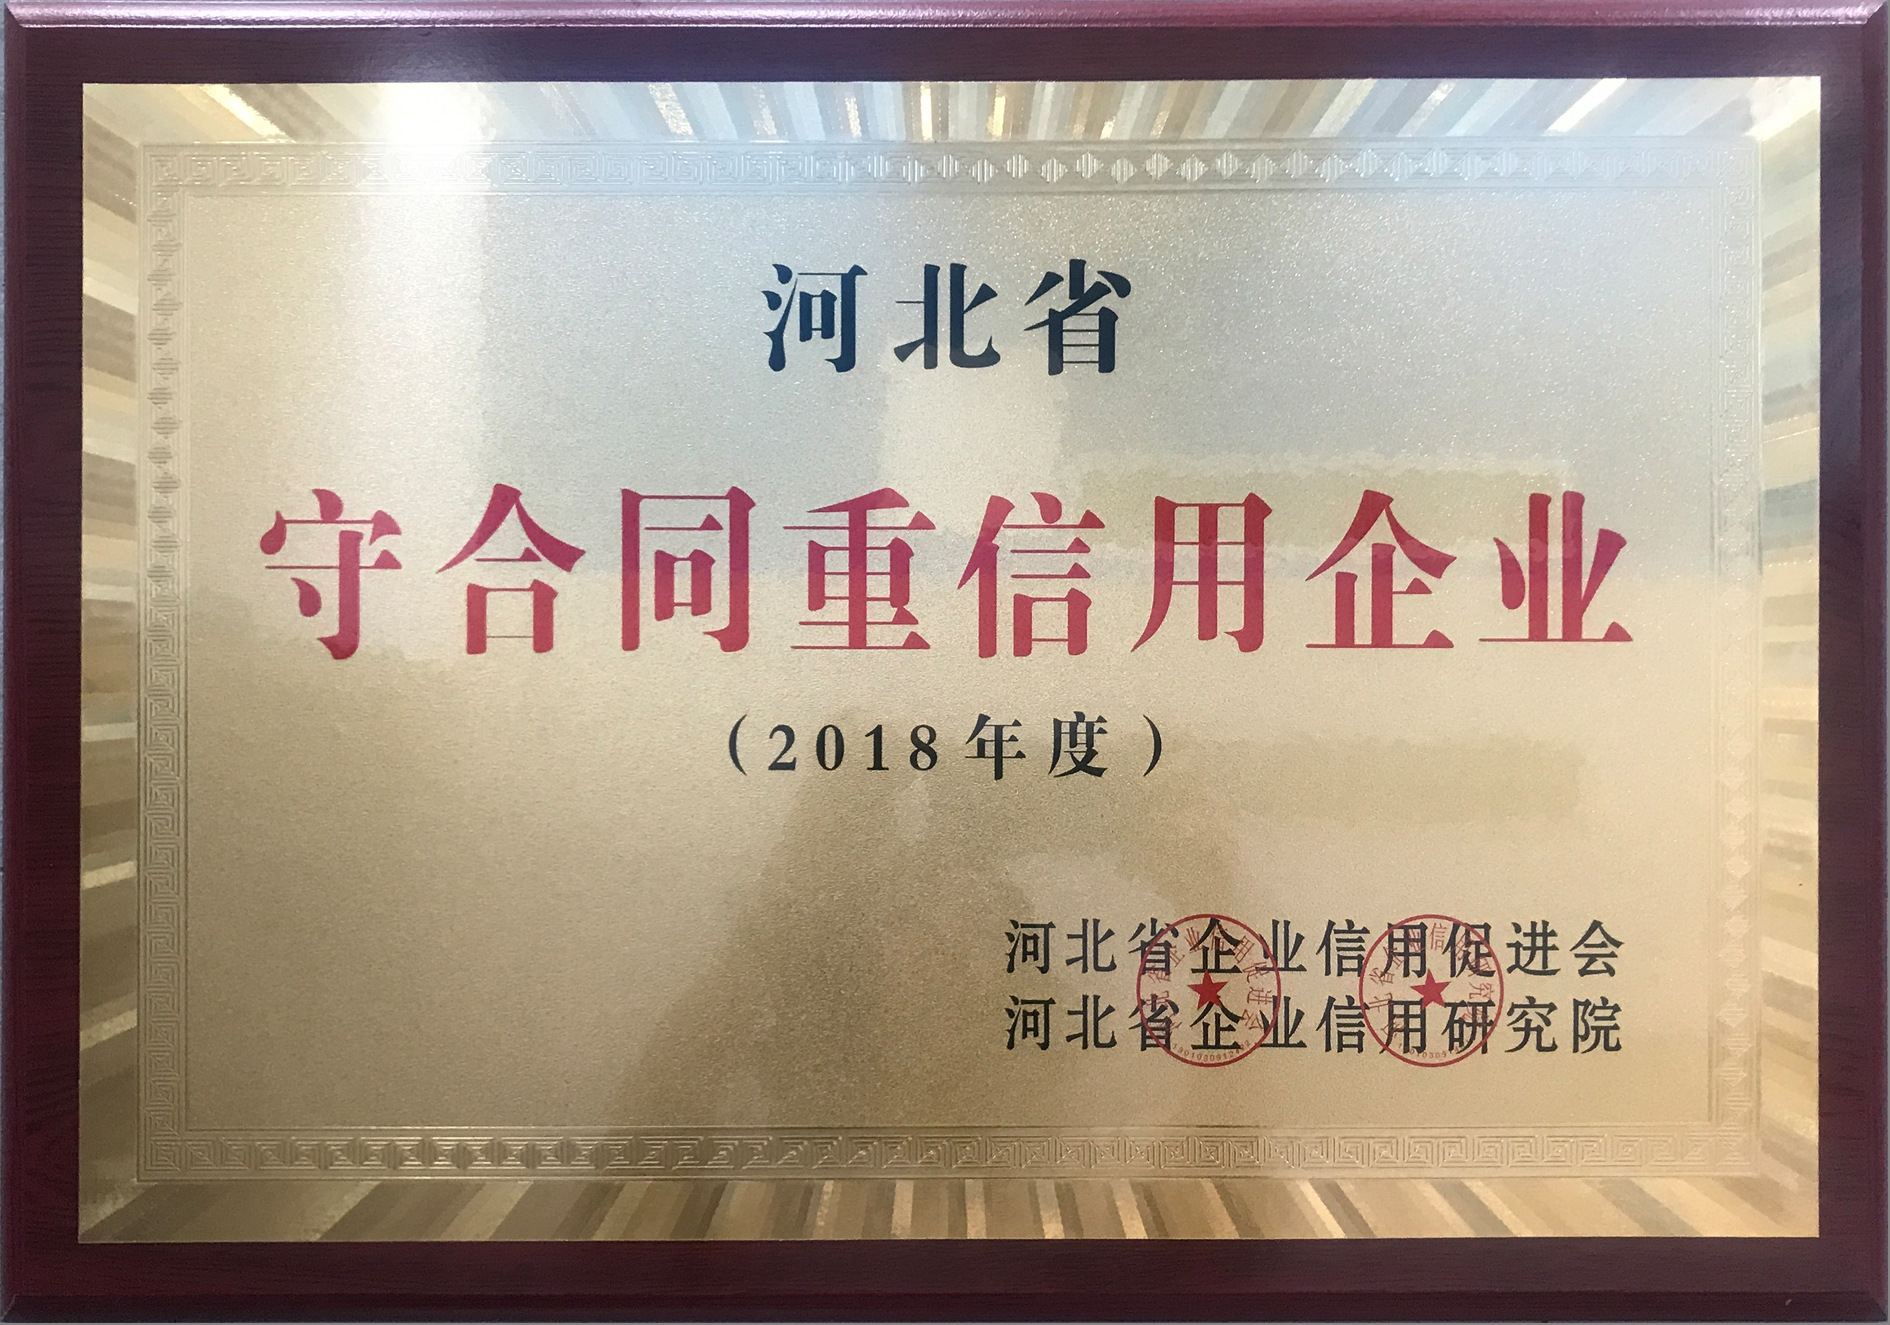 河北省
守合同重信用企业
（2018年度）
河北省企业信用促进会
河北省企业信用研究院